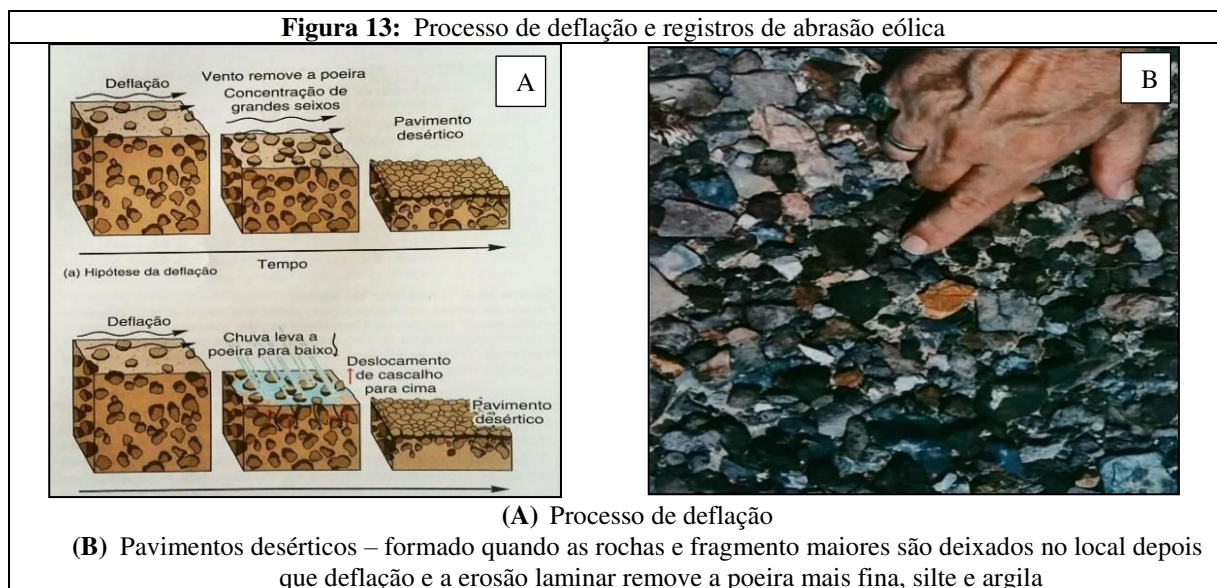 Figura 13: Processo de deflação e registros de abrasão eólica
A
Deflação
Vento remove a poeira
Concentração de
grandes seixos
Pavimento
desértico
(a) Hipótese da deflação
Tempo
Deflação
Chuva leva a
poeira para baixo
Deslocamento
de cascalho
para cima
Pavimento
desértico
B
(A) Processo de deflação
(B) Pavimentos desérticos – formado quando as rochas e fragmento maiores são deixados no local depois
que deflação e a erosão laminar remove a poeira mais fina, silte e argila